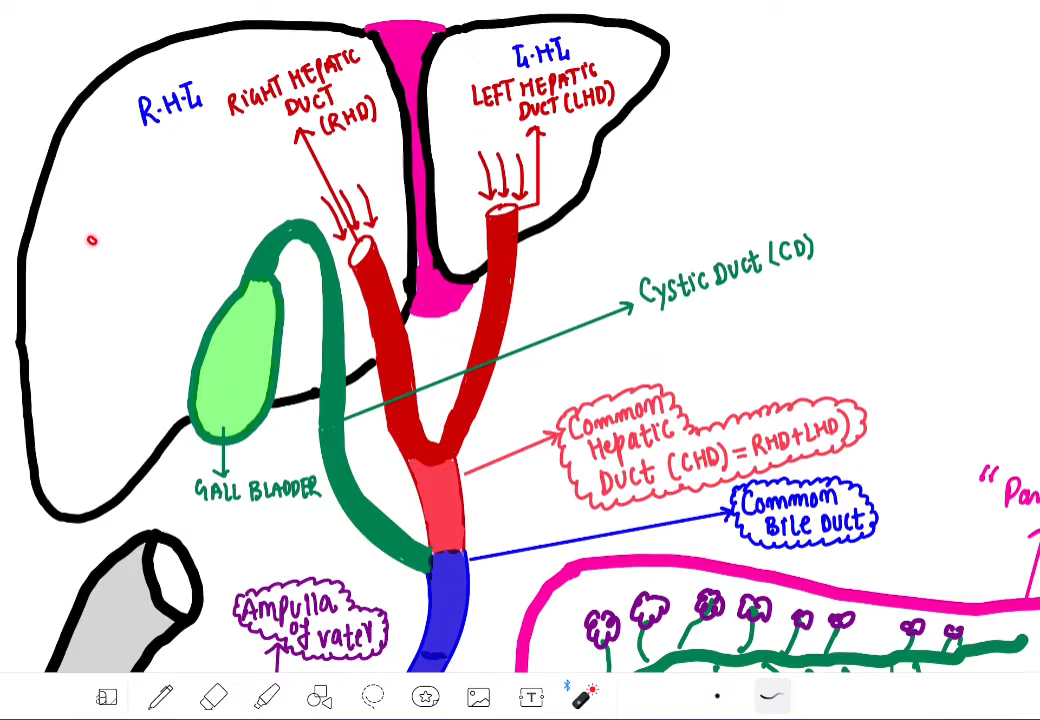 R.H.L
RIGHT HEPATIC
DUCT
(RHD)
L.H.L
LEFT HEPATIC
DUCT (LHD)
Cystic Duct (CD)
Common
Hepatic
Duct (CHD) = RHD + LHD)
Common
Bile Duct
GALL BLADDER
Ampulla
of vater
T